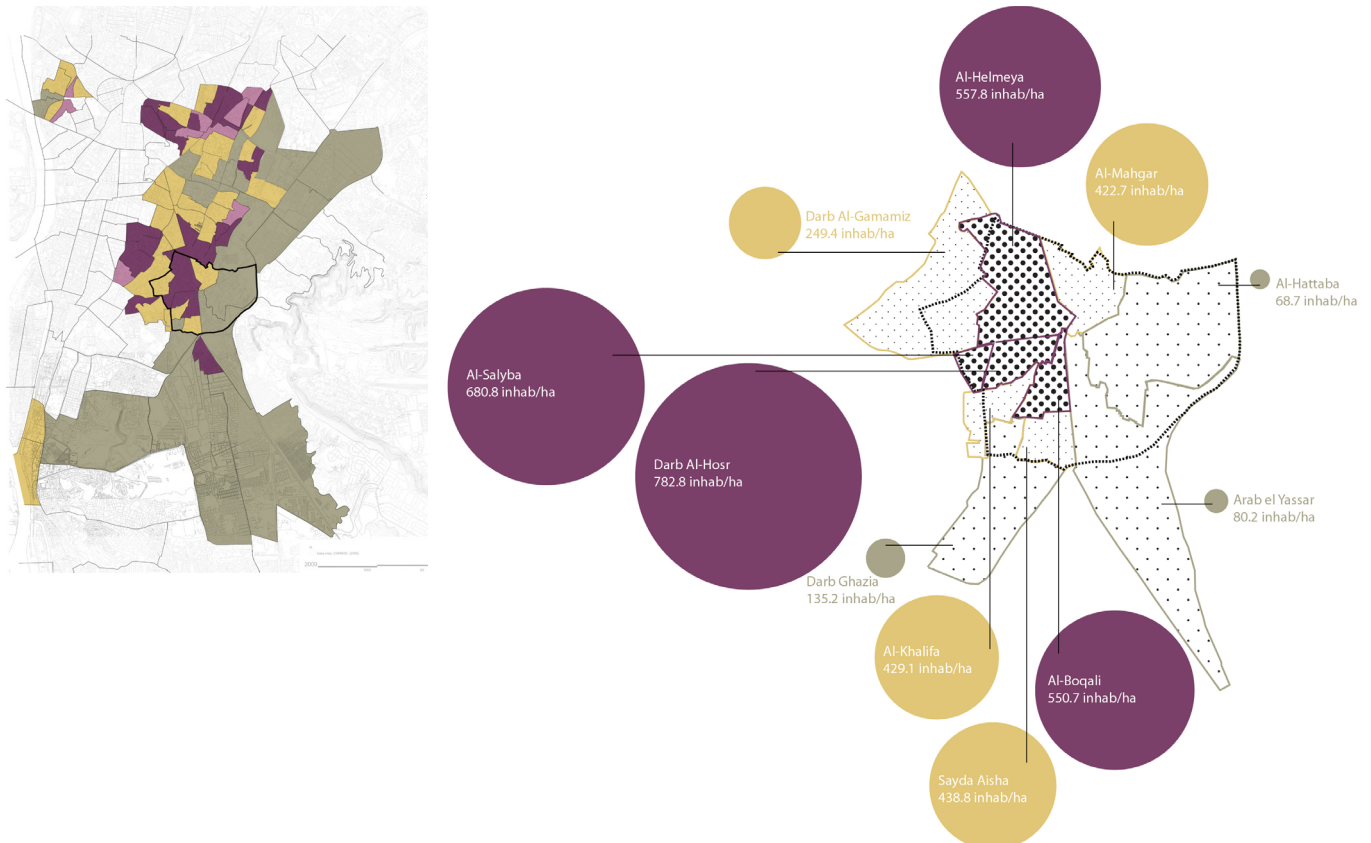 Al-Helmeya
557.8 inhab/ha
Al-Mahgar
422.7 inhab/ha
Darb Al-Gamamiz
249.4 inhab/ha
Al-Hattaba
68.7 inhab/ha
Al-Salyba
680.8 inhab/ha
Darb Al-Hosr
782.8 inhab/ha
Arab el Yassar
80.2 inhab/ha
Darb Ghazia
135.2 inhab/ha
Al-Khalifa
429.1 inhab/ha
Al-Boqali
550.7 inhab/ha
Sayda Aisha
438.8 inhab/ha
2000